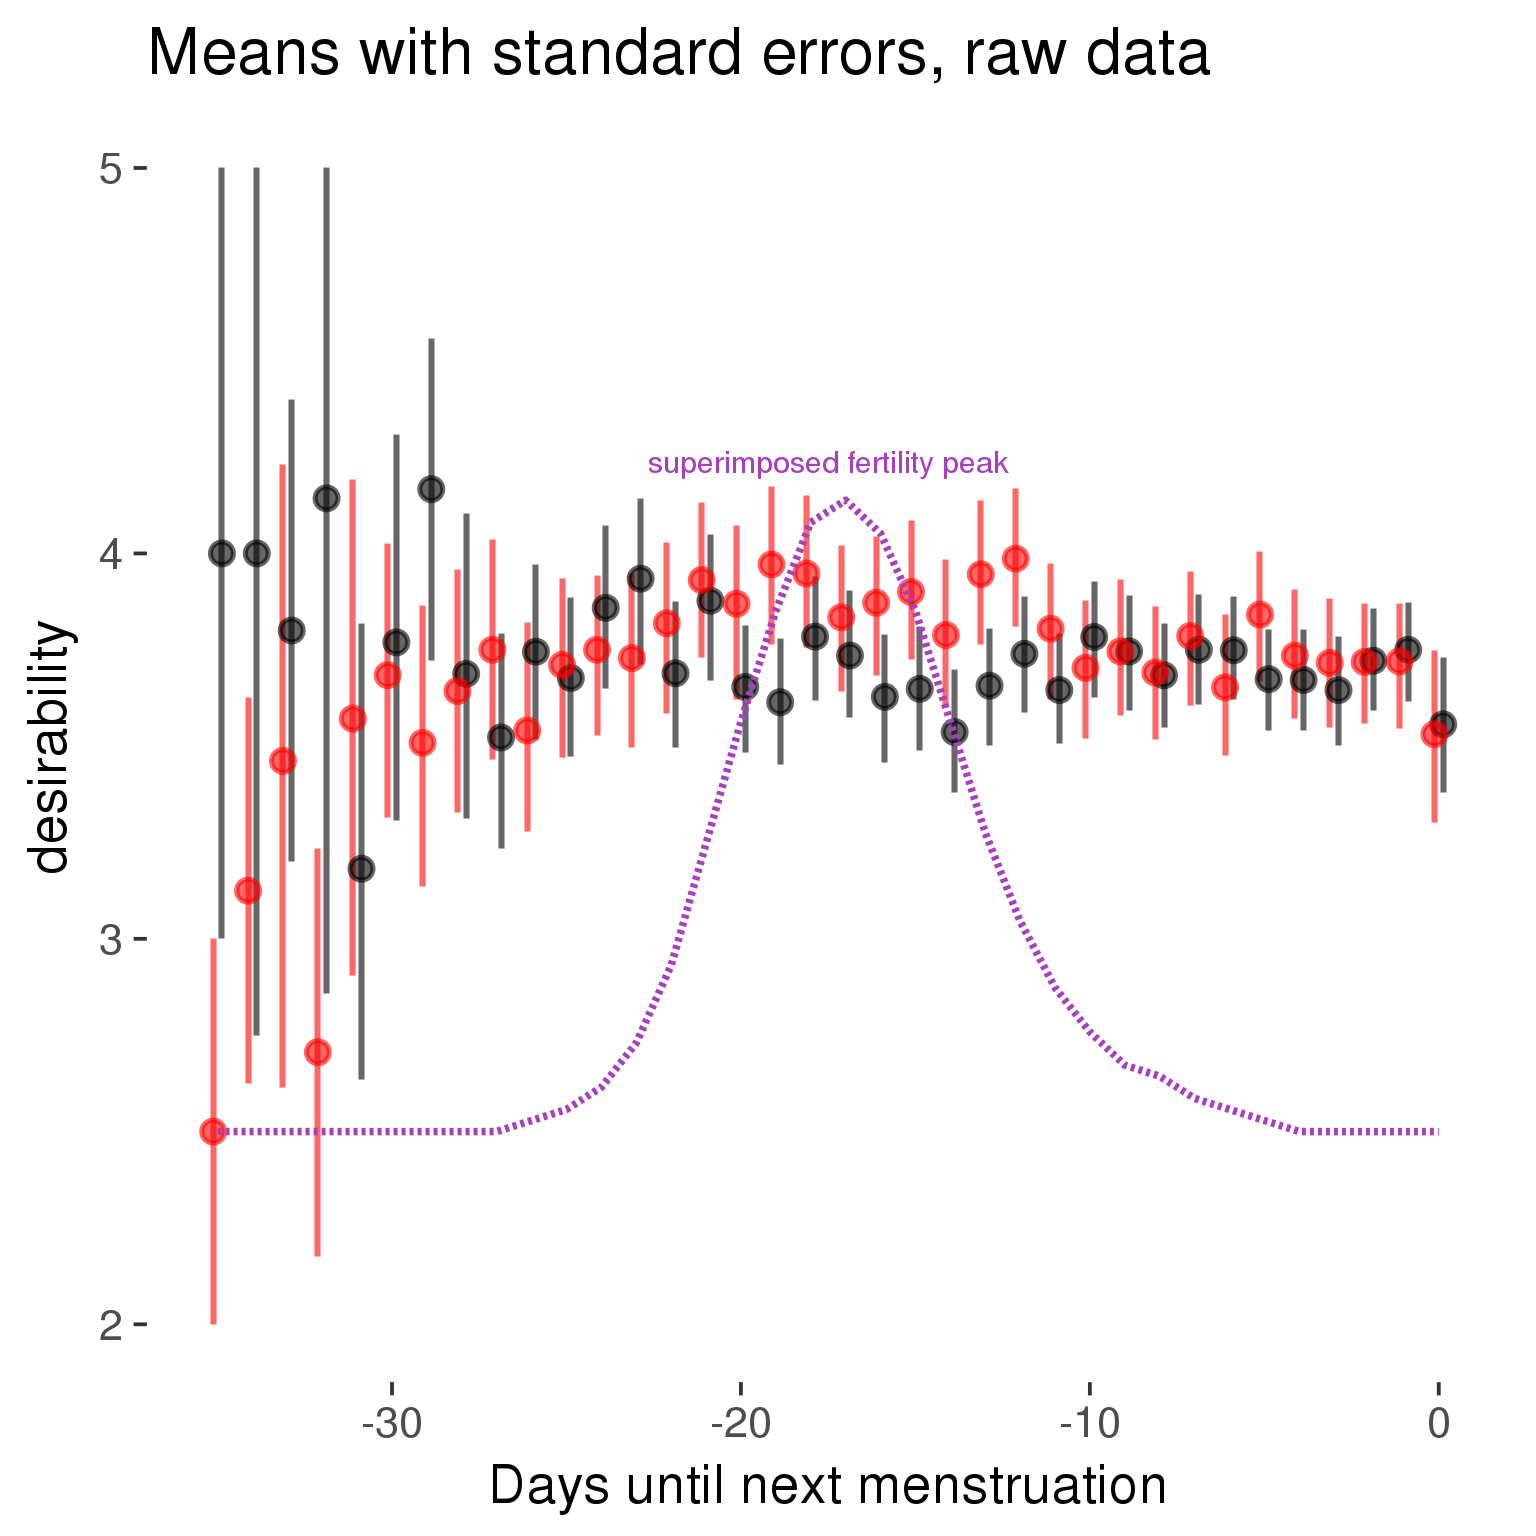 Means with standard errors, raw data
5
4
3
2
desirability
superimposed fertility peak
-30
-20
-10
0
Days until next menstruation